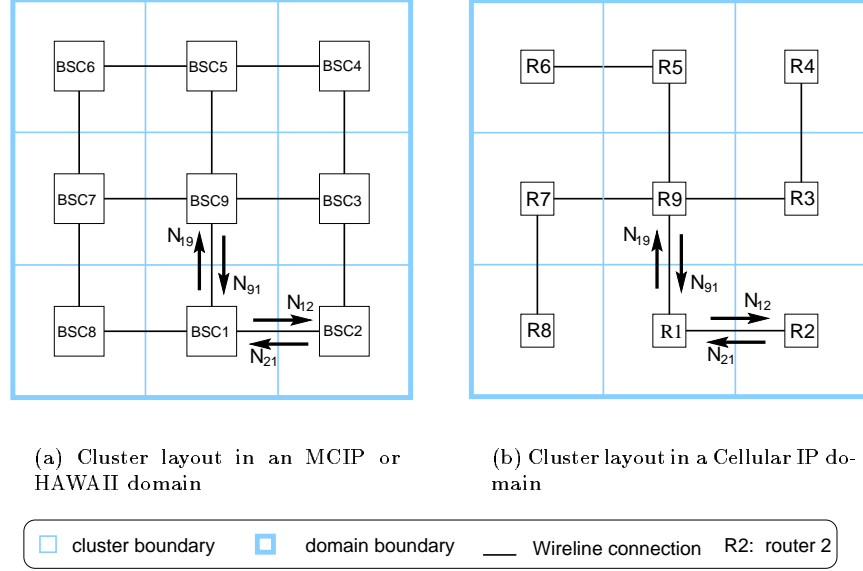 BSC6 BSC5 BSC4
BSC7 BSC9 BSC3
N19 N91
N12
BSC8 BSC1 BSC2
N21
R6 R5 R4
R7 R9 R3
N19 N91
N12
R8 R1 R2
N21
(a) Cluster layout in an MCIP or
HAWAII domain
(b) Cluster layout in a Cellular IP do-
main
cluster boundary domain boundary Wireline connection R2: router 2